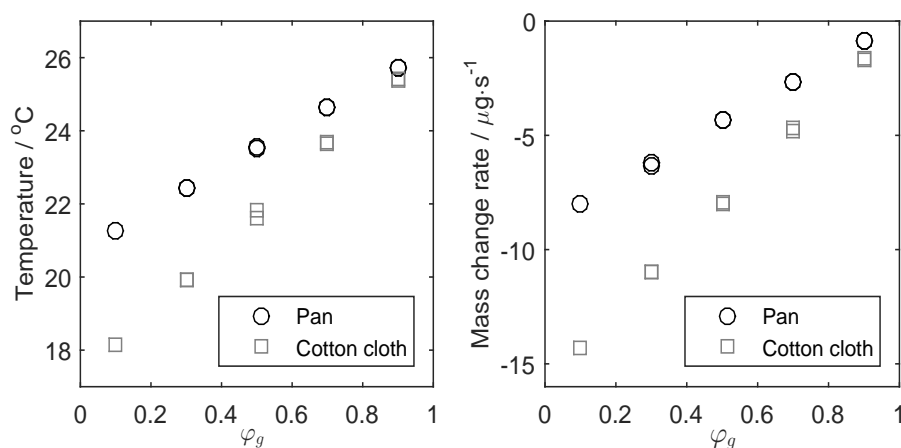 Temperature / °C
26
24
22
20
18
0
0.2
0.4
0.6
0.8
1
φg
Pan
Cotton cloth
Mass change rate / μg·s⁻¹
0
-5
-10
-15
0
0.2
0.4
0.6
0.8
1
φg
Pan
Cotton cloth